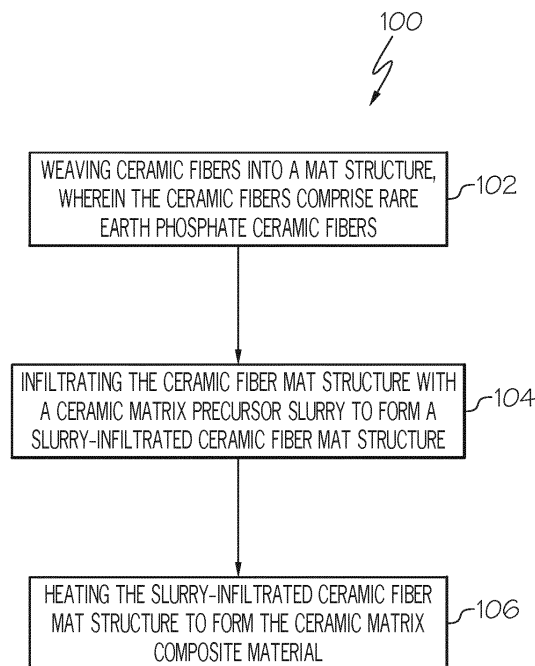 100
WEAVING CERAMIC FIBERS INTO A MAT STRUCTURE,
WHEREIN THE CERAMIC FIBERS COMPRISE RARE
EARTH PHOSPHATE CERAMIC FIBERS
102
INFILTRATING THE CERAMIC FIBER MAT STRUCTURE WITH
A CERAMIC MATRIX PRECURSOR SLURRY TO FORM A
SLURRY-INFILTRATED CERAMIC FIBER MAT STRUCTURE
104
HEATING THE SLURRY-INFILTRATED CERAMIC FIBER
MAT STRUCTURE TO FORM THE CERAMIC MATRIX
COMPOSITE MATERIAL
106